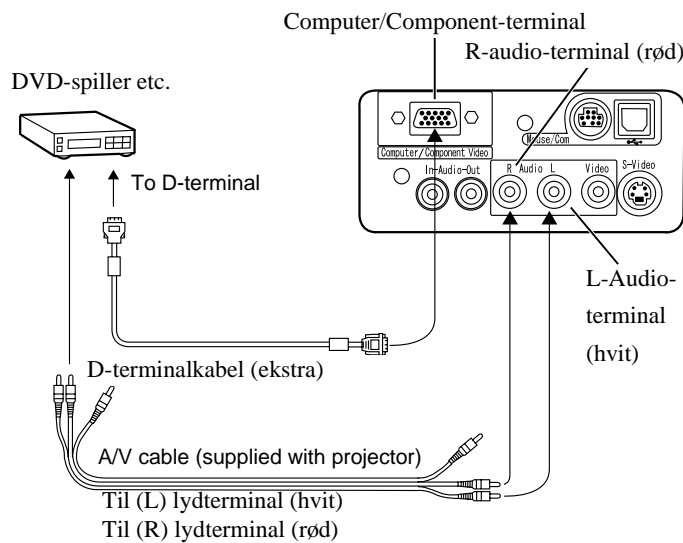 Computer/Component-terminal
R-audio-terminal (rød)
DVD-spiller etc.
Mouse/Com
Computer/Component Video
In-Audio-Out
R Audio L
Video
S-Video
To D-terminal
L-Audio-
terminal
(hvit)
D-terminalkabel (ekstra)
A/V cable (supplied with projector)
Til (L) lydterminal (hvit)
Til (R) lydterminal (rød)